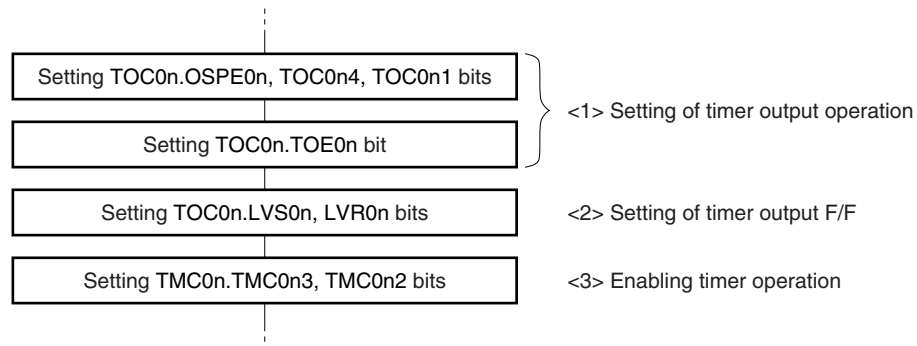 Setting TOC0n.OSPE0n, TOC0n4, TOC0n1 bits
<1> Setting of timer output operation
Setting TOC0n.TOE0n bit
Setting TOC0n.LVS0n, LVR0n bits
<2> Setting of timer output F/F
Setting TMC0n.TMC0n3, TMC0n2 bits
<3> Enabling timer operation